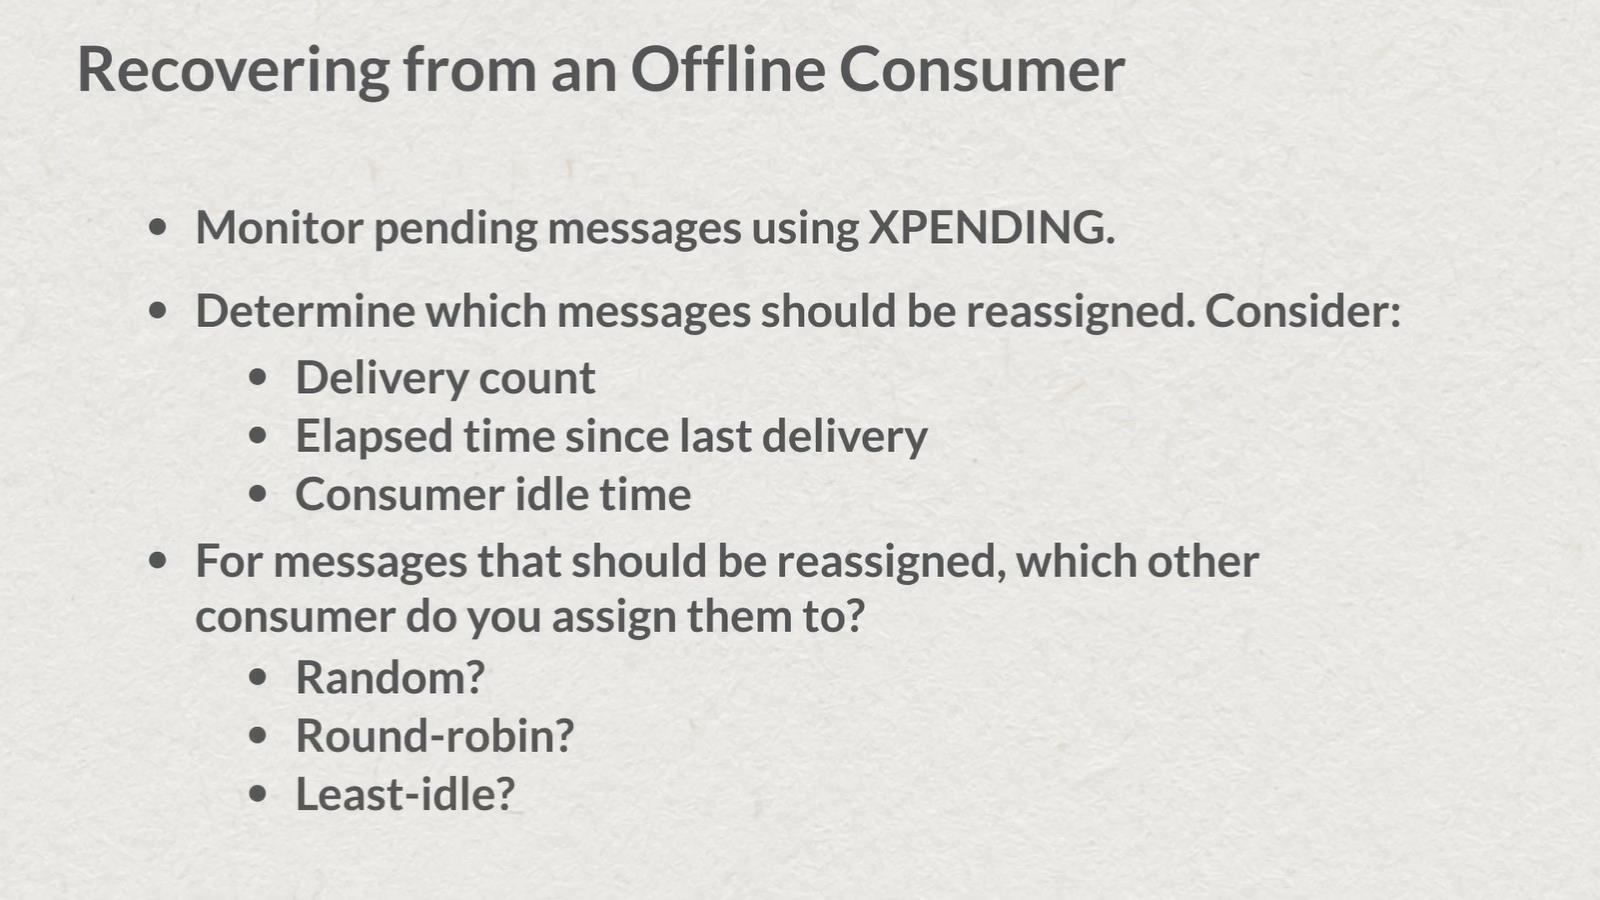 Recovering from an Offline Consumer
• Monitor pending messages using XPENDING.
• Determine which messages should be reassigned. Consider:
• Delivery count
• Elapsed time since last delivery
• Consumer idle time
• For messages that should be reassigned, which other
consumer do you assign them to?
• Random?
• Round-robin?
• Least-idle?